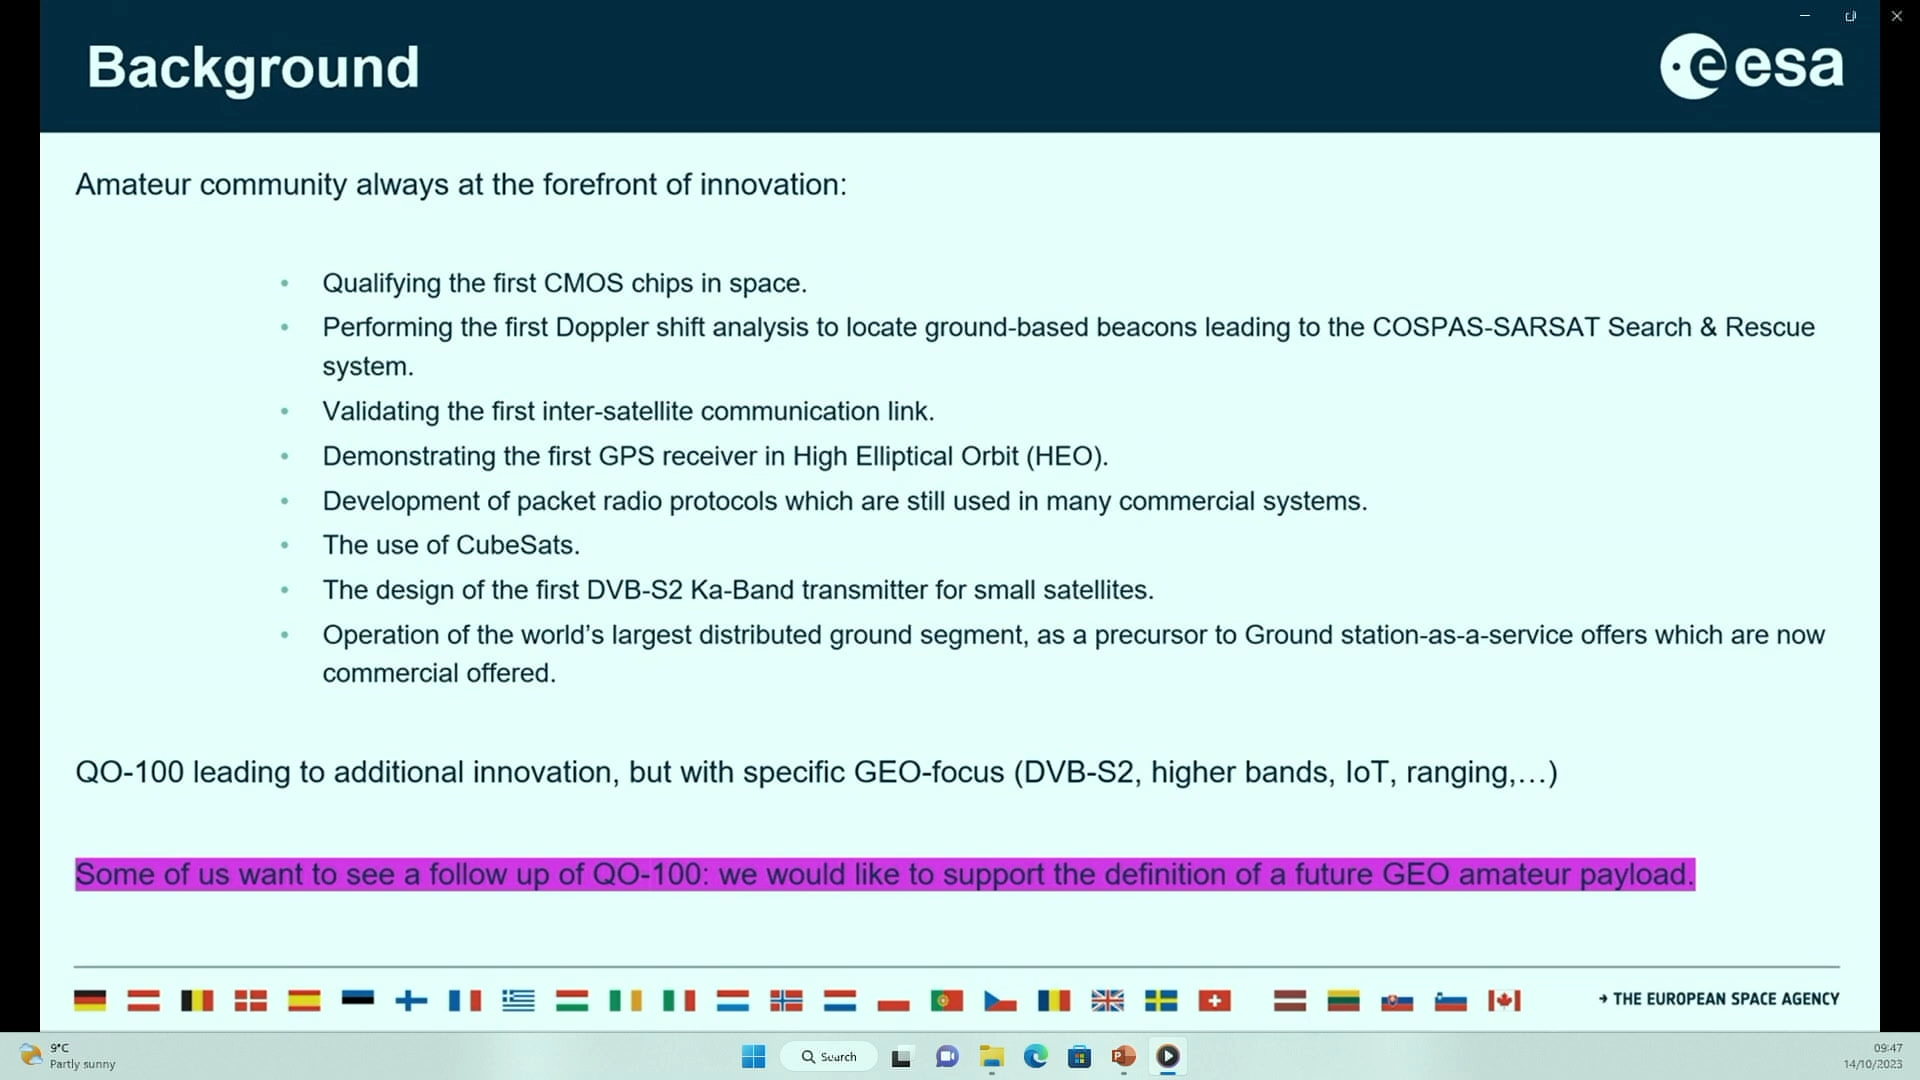 Background
esa
Amateur community always at the forefront of innovation:
• Qualifying the first CMOS chips in space.
• Performing the first Doppler shift analysis to locate ground-based beacons leading to the COSPAS-SARSAT Search & Rescue
system.
• Validating the first inter-satellite communication link.
• Demonstrating the first GPS receiver in High Elliptical Orbit (HEO).
• Development of packet radio protocols which are still used in many commercial systems.
• The use of CubeSats.
• The design of the first DVB-S2 Ka-Band transmitter for small satellites.
• Operation of the world's largest distributed ground segment, as a precursor to Ground station-as-a-service offers which are now
commercial offered.
QO-100 leading to additional innovation, but with specific GEO-focus (DVB-S2, higher bands, IoT, ranging,…)
Some of us want to see a follow up of QO-100: we would like to support the definition of a future GEO amateur payload.
→ THE EUROPEAN SPACE AGENCY
9°C
Partly sunny
Search
09:47
14/10/2023